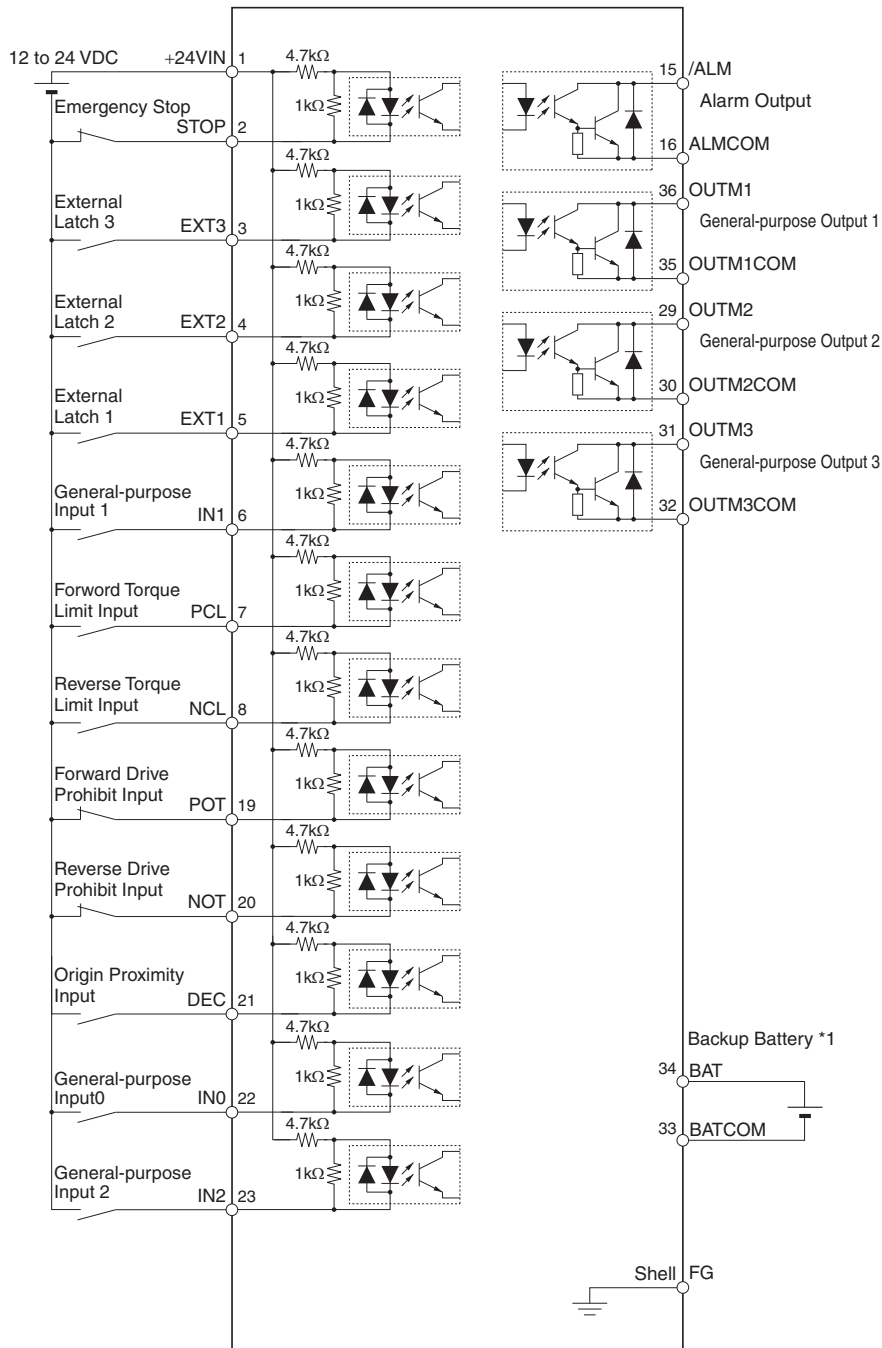 12 to 24 VDC
+24VIN 1
4.7kΩ
1kΩ
Emergency Stop
STOP 2
4.7kΩ
1kΩ
External
Latch 3
EXT3 3
4.7kΩ
1kΩ
External
Latch 2
EXT2 4
4.7kΩ
1kΩ
External
Latch 1
EXT1 5
4.7kΩ
1kΩ
General-purpose
Input 1
IN1 6
4.7kΩ
1kΩ
Forword Torque
Limit Input
PCL 7
4.7kΩ
1kΩ
Reverse Torque
Limit Input
NCL 8
4.7kΩ
1kΩ
Forward Drive
Prohibit Input
POT 19
4.7kΩ
1kΩ
Reverse Drive
Prohibit Input
NOT 20
4.7kΩ
1kΩ
Origin Proximity
Input
DEC 21
4.7kΩ
1kΩ
General-purpose
Input0
IN0 22
4.7kΩ
1kΩ
General-purpose
Input 2
IN2 23
15 /ALM
Alarm Output
16 ALMCOM
36 OUTM1
General-purpose Output 1
35 OUTM1COM
29 OUTM2
General-purpose Output 2
30 OUTM2COM
31 OUTM3
General-purpose Output 3
32 OUTM3COM
Backup Battery *1
34 BAT
33 BATCOM
Shell FG